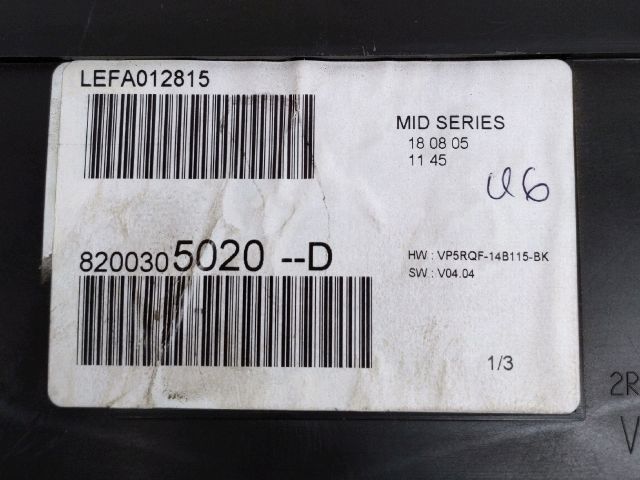 LEFA012815
MID SERIES
18 08 05
11 45
U6
8200305020 --D
HW : VP5RQF-14B115-BK
SW : V04.04
1/3
2R
V